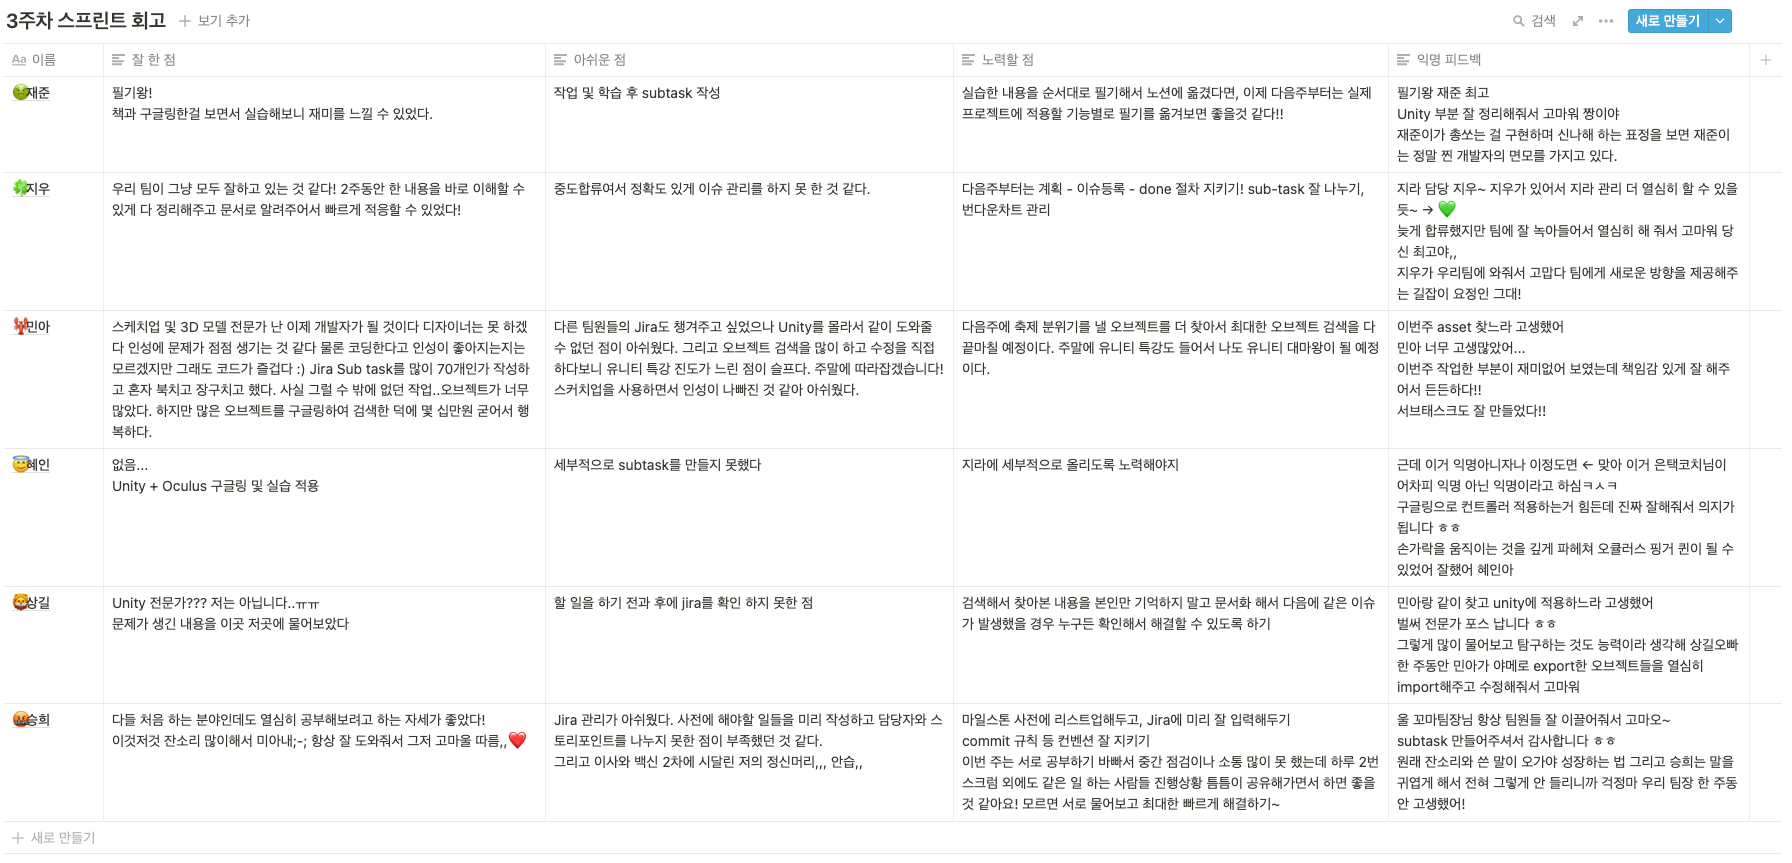 3주차 스프린트 회고
보기 추가
검색
새로 만들기
Aa 이름
잘 한 점
아쉬운 점
노력할 점
익명 피드백
재준
필기왕!
책과 구글링한걸 보면서 실습해보니 재미를 느낄 수 있었다.
작업 및 학습 후 subtask 작성
실습한 내용을 순서대로 필기해서 노션에 옮겼다면, 이제 다음주부터는 실제
프로젝트에 적용할 기능별로 필기를 옮겨보면 좋을것 같다!!
필기왕 재준 최고
Unity 부분 잘 정리해줘서 고마워 짱이야
재준이가 총쏘는 걸 구현하며 신나해 하는 표정을 보면 재준이
는 정말 찐 개발자의 면모를 가지고 있다.
지우
우리 팀이 그냥 모두 잘하고 있는 것 같다! 2주동안 한 내용을 바로 이해할 수
있게 다 정리해주고 문서로 알려주어서 빠르게 적응할 수 있었다!
중도합류여서 정확도 있게 이슈 관리를 하지 못 한 것 같다.
다음주부터는 계획 - 이슈등록 - done 절차 지키기! sub-task 잘 나누기,
번다운차트 관리
지라 담당 지우~ 지우가 있어서 지라 관리 더 열심히 할 수 있을
듯~ → 💚
늦게 합류했지만 팀에 잘 녹아들어서 열심히 해 줘서 고마워 당
신 최고야,,
지우가 우리팀에 와줘서 고맙다 팀에게 새로운 방향을 제공해주
는 길잡이 요정인 그대!
민아
스케치업 및 3D 모델 전문가 난 이제 개발자가 될 것이다 디자이너는 못 하겠
다 인성에 문제가 점점 생기는 것 같다 물론 코딩한다고 인성이 좋아지는지는
모르겠지만 그래도 코드가 즐겁다 :) Jira Sub task를 많이 70개인가 작성하
고 혼자 북치고 장구치고 했다. 사실 그럴 수 밖에 없던 작업..오브젝트가 너무
많았다. 하지만 많은 오브젝트를 구글링하여 검색한 덕에 몇 십만원 굳어서 행
복하다.
다른 팀원들의 Jira도 챙겨주고 싶었으나 Unity를 몰라서 같이 도와줄
수 없던 점이 아쉬웠다. 그리고 오브젝트 검색을 많이 하고 수정을 직접
하다보니 유니티 특강 진도가 느린 점이 슬프다. 주말에 따라잡겠습니다!
스커치업을 사용하면서 인성이 나빠진 것 같아 아쉬웠다.
다음주에 축제 분위기를 낼 오브젝트를 더 찾아서 최대한 오브젝트 검색을 다
끝마칠 예정이다. 주말에 유니티 특강도 들어서 나도 유니티 대마왕이 될 예정
이다.
이번주 asset 찾느라 고생했어
민아 너무 고생많았어...
이번주 작업한 부분이 재미없어 보였는데 책임감 있게 잘 해주
어서 든든하다!!
서브태스크도 잘 만들었다!!
혜인
없음...
Unity + Oculus 구글링 및 실습 적용
세부적으로 subtask를 만들지 못했다
지라에 세부적으로 올리도록 노력해야지
근데 이거 익명아니자나 이정도면 ← 맞아 이거 은택코치님이
어차피 익명 아닌 익명이라고 하심ㅋㅅㅋ
구글링으로 컨트롤러 적용하는거 힘든데 진짜 잘해줘서 의지가
됩니다 ㅎㅎ
손가락을 움직이는 것을 깊게 파헤쳐 오큘러스 핑거 퀸이 될 수
있었어 잘했어 혜인아
상길
Unity 전문가??? 저는 아닙니다..ㅠㅠ
문제가 생긴 내용을 이곳 저곳에 물어보았다
할 일을 하기 전과 후에 jira를 확인 하지 못한 점
검색해서 찾아본 내용을 본인만 기억하지 말고 문서화 해서 다음에 같은 이슈
가 발생했을 경우 누구든 확인해서 해결할 수 있도록 하기
민아랑 같이 찾고 unity에 적용하느라 고생했어
벌써 전문가 포스 납니다 ㅎㅎ
그렇게 많이 물어보고 탐구하는 것도 능력이라 생각해 상길오빠
한 주동안 민아가 야메로 export한 오브젝트들을 열심히
import해주고 수정해줘서 고마워
승희
다들 처음 하는 분야인데도 열심히 공부해보려고 하는 자세가 좋았다!
이것저것 잔소리 많이해서 미아내;-; 항상 잘 도와줘서 그저 고마울 따름,,❤️
Jira 관리가 아쉬웠다. 사전에 해야할 일들을 미리 작성하고 담당자와 스
토리포인트를 나누지 못한 점이 부족했던 것 같다.
그리고 이사와 백신 2차에 시달린 저의 정신머리,,, 안습,,
마일스톤 사전에 리스트업해두고, Jira에 미리 잘 입력해두기
commit 규칙 등 컨벤션 잘 지키기
이번 주는 서로 공부하기 바빠서 중간 점검이나 소통 많이 못 했는데 하루 2번
스크럼 외에도 같은 일 하는 사람들 진행상황 틈틈이 공유해가면서 하면 좋을
것 같아요! 모르면 서로 물어보고 최대한 빠르게 해결하기~
울 꼬마팀장님 항상 팀원들 잘 이끌어줘서 고마오~
subtask 만들어주셔서 감사합니다 ㅎㅎ
원래 잔소리와 쓴 말이 오가야 성장하는 법 그리고 승희는 말을
귀엽게 해서 전혀 그렇게 안 들리니까 걱정마 우리 팀장 한 주동
안 고생했어!
새로 만들기